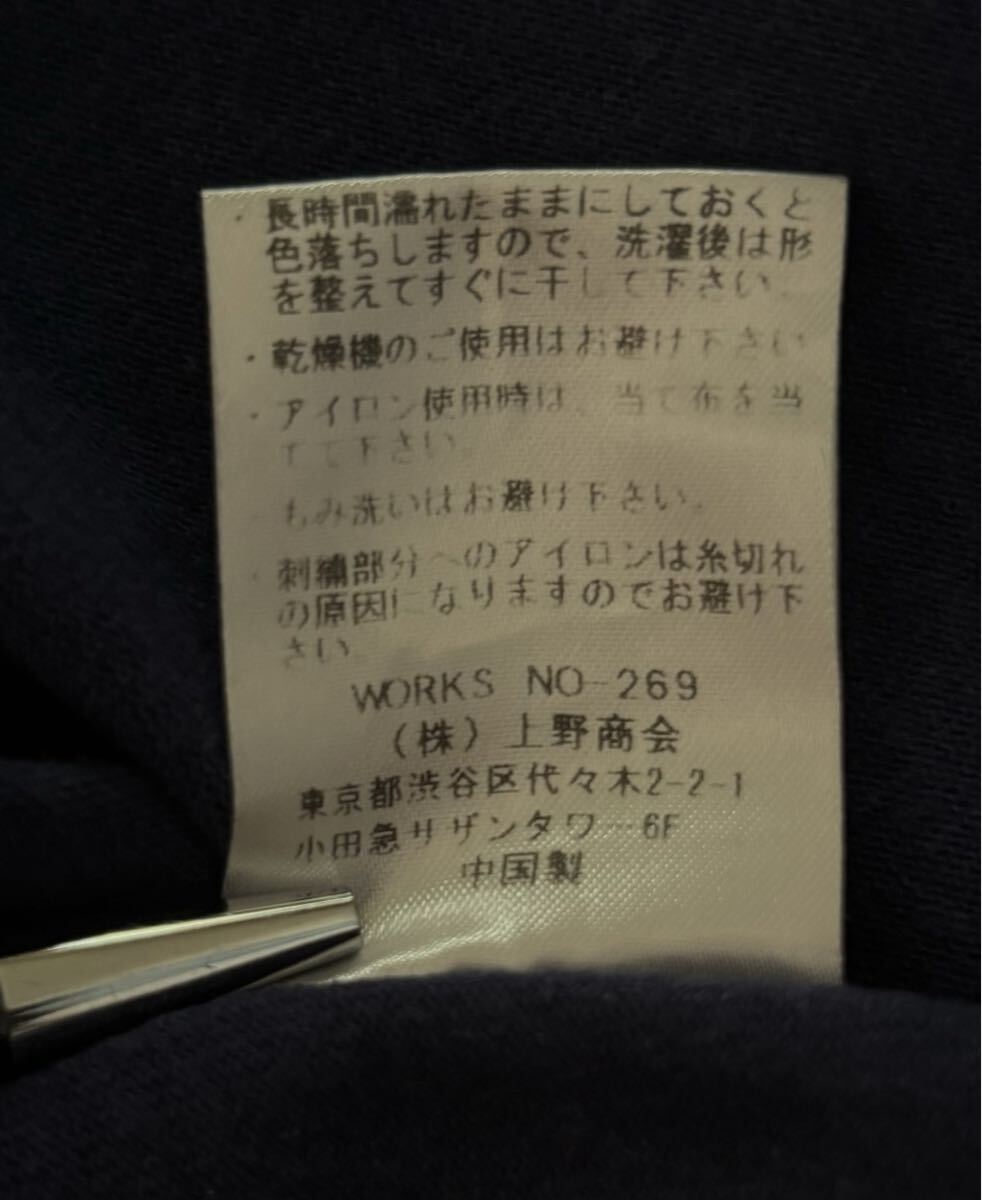 ・長時間濡れたままにしておくと
色落ちしますので、洗濯後は形
を整えてすぐに干して下さい。
・乾燥機のご使用はお避け下さい
・アイロン使用時は、当て布を当
てて下さい。
もみ洗いはお避け下さい。
・刺繍部分へのアイロンは糸切れ
の原因になりますのでお避け下
さい。
WORKS NO-269
(株)上野商会
東京都渋谷区代々木2-2-1
小田急サザンタワー6F
中国製